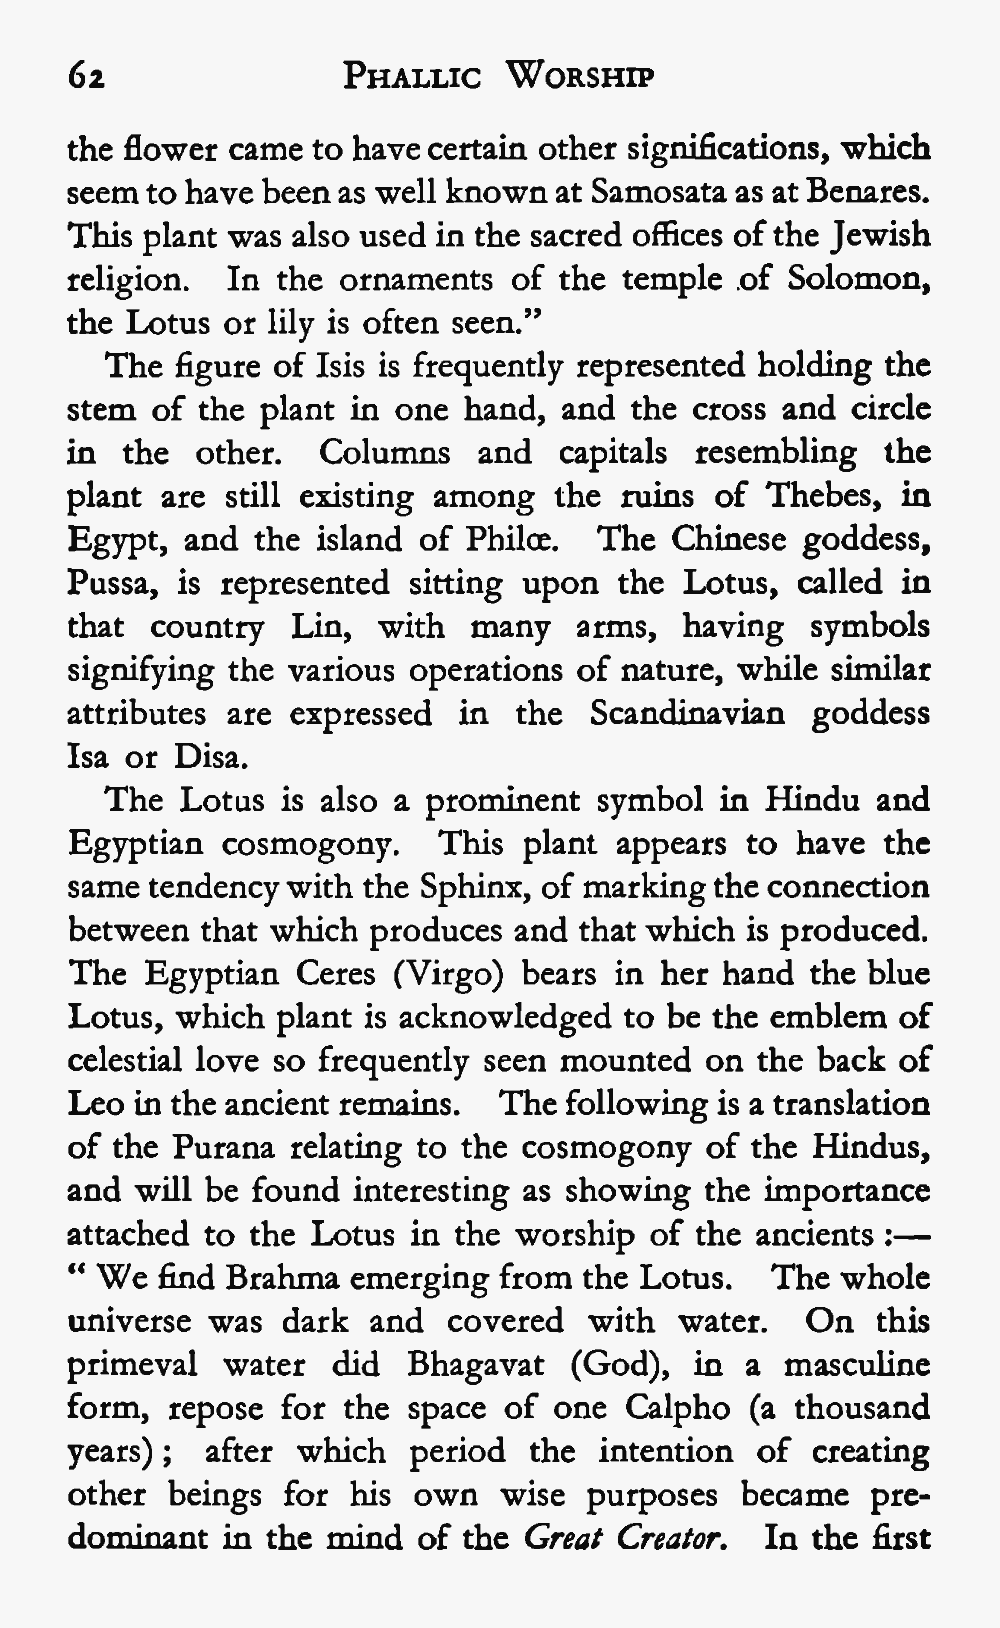 62 Phallic Worship
the flower came to have certain other significations, which
seem to have been as well known at Samosata as at Benares.
This plant was also used in the sacred offices of the Jewish
religion. In the ornaments of the temple .of Solomon,
the Lotus or lily is often seen.”
The figure of Isis is frequently represented holding the
stem of the plant in one hand, and the cross and circle
in the other. Columns and capitals resembling the
plant are still existing among the ruins of Thebes, in
Egypt, and the island of Philœ. The Chinese goddess,
Pussa, is represented sitting upon the Lotus, called in
that country Lin, with many arms, having symbols
signifying the various operations of nature, while similar
attributes are expressed in the Scandinavian goddess
Isa or Disa.
The Lotus is also a prominent symbol in Hindu and
Egyptian cosmogony. This plant appears to have the
same tendency with the Sphinx, of marking the connection
between that which produces and that which is produced.
The Egyptian Ceres (Virgo) bears in her hand the blue
Lotus, which plant is acknowledged to be the emblem of
celestial love so frequently seen mounted on the back of
Leo in the ancient remains. The following is a translation
of the Purana relating to the cosmogony of the Hindus,
and will be found interesting as showing the importance
attached to the Lotus in the worship of the ancients :—
“ We find Brahma emerging from the Lotus. The whole
universe was dark and covered with water. On this
primeval water did Bhagavat (God), in a masculine
form, repose for the space of one Calpho (a thousand
years) ; after which period the intention of creating
other beings for his own wise purposes became pre-
dominant in the mind of the Great Creator. In the first